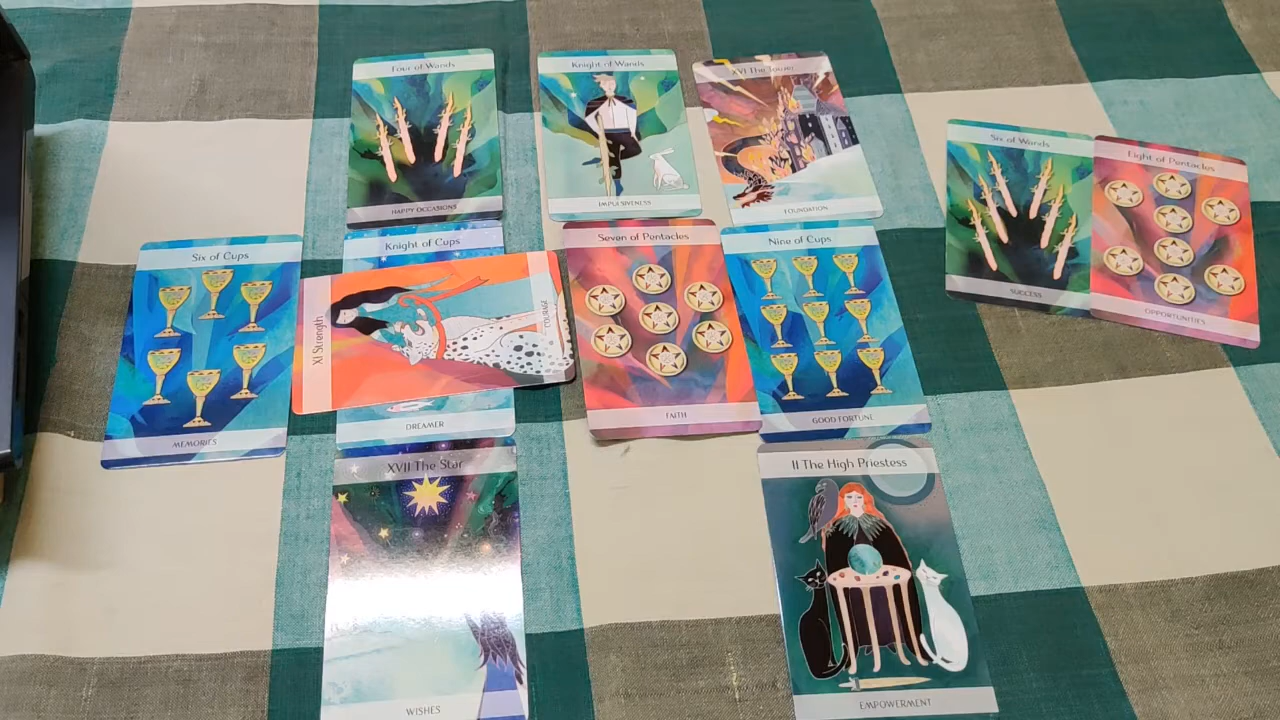 Four of Wands
HAPPY OCCASIONS
Knight of Wands
IMPULSIVENESS
XVI The Tower
FOUNDATION
Six of Wands
SUCCESS
Eight of Pentacles
OPPORTUNITIES
Six of Cups
MEMORIES
Knight of Cups
DREAMER
XI Strength
COURAGE
Seven of Pentacles
FAITH
Nine of Cups
GOOD FORTUNE
XVII The Star
WISHES
II The High Priestess
EMPOWERMENT